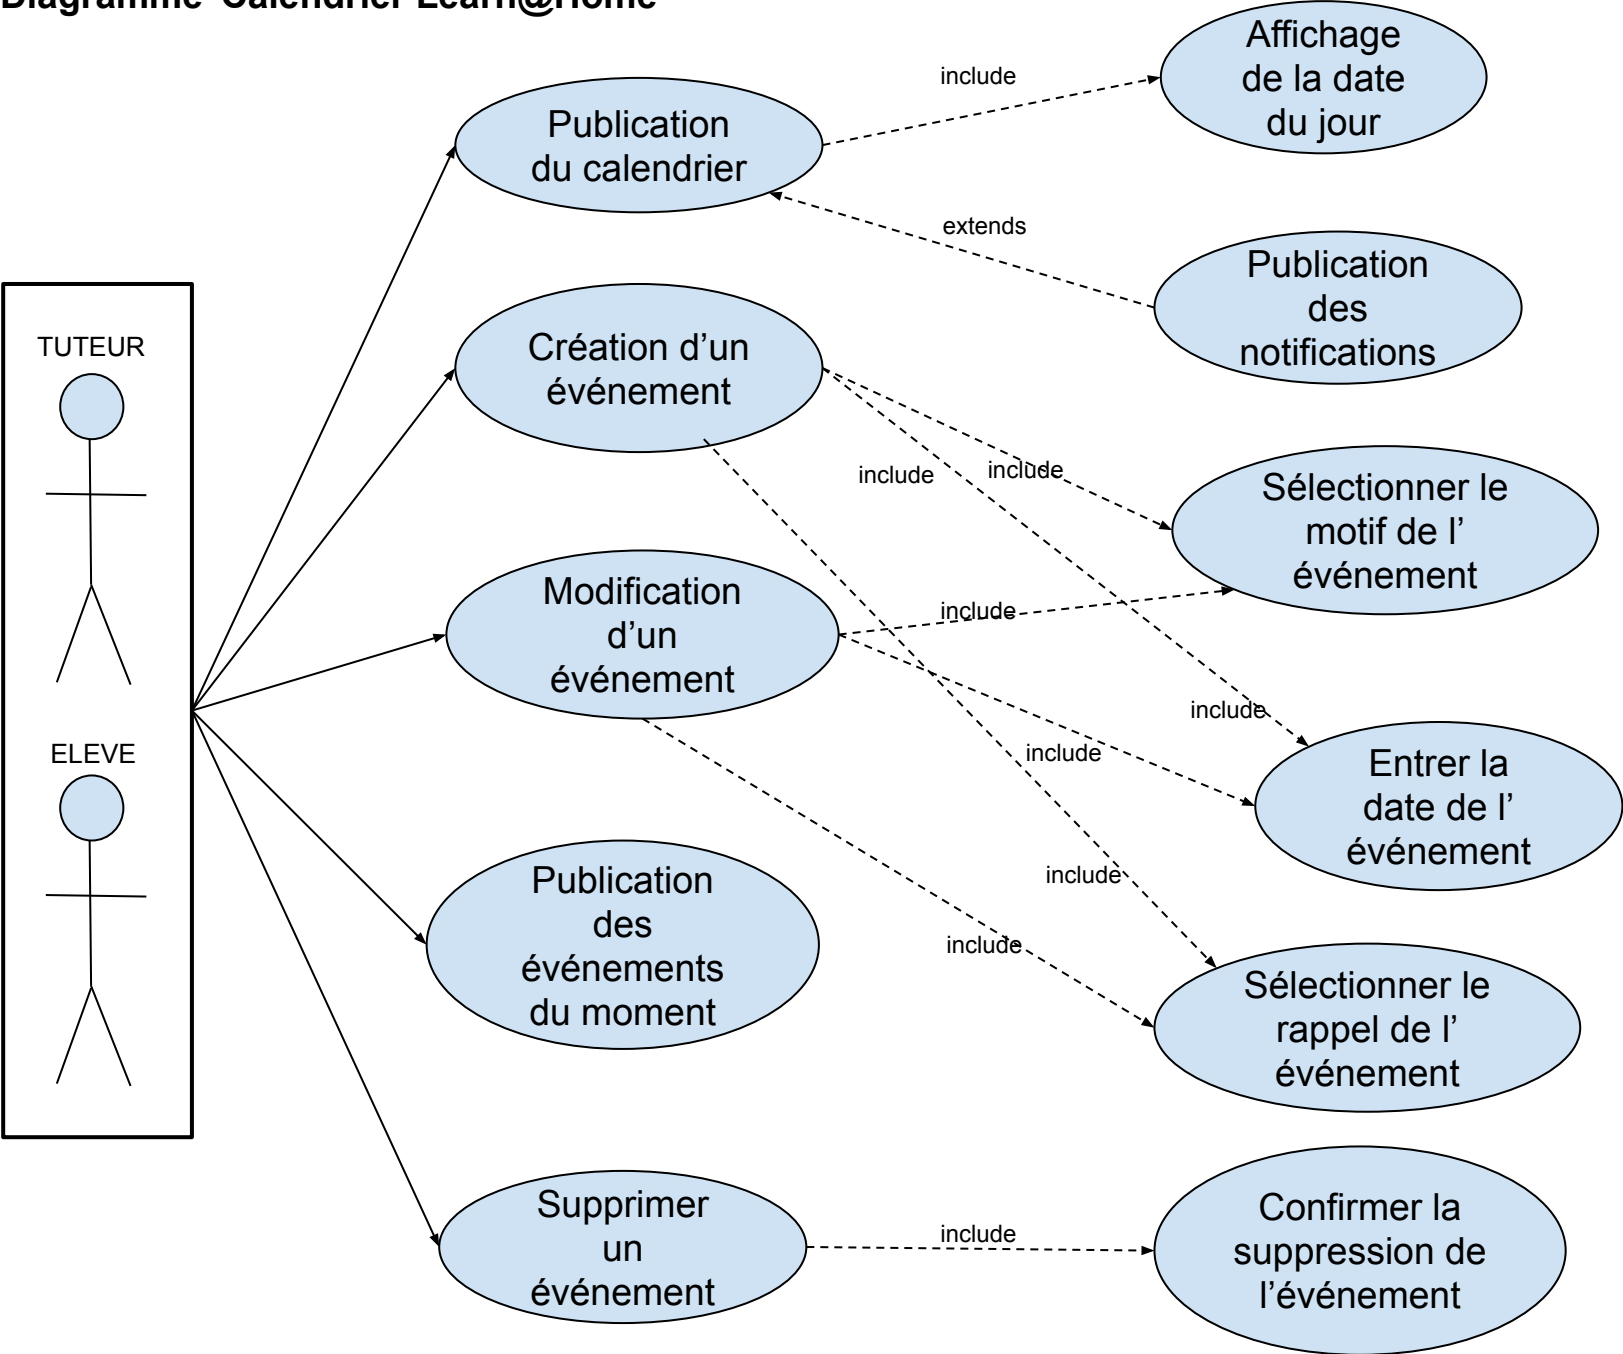 Diagramme Calendrier Learn@Home
Affichage
de la date
du jour
include
Publication
du calendrier
extends
Publication
des
notifications
TUTEUR
Création d’un
événement
include
include
Sélectionner le
motif de l’
événement
Modification
d’un
événement
include
include
include
Entrer la
date de l’
événement
ELEVE
Publication
des
événements
du moment
include
include
Sélectionner le
rappel de l’
événement
Supprimer
un
événement
include
Confirmer la
suppression de
l’événement